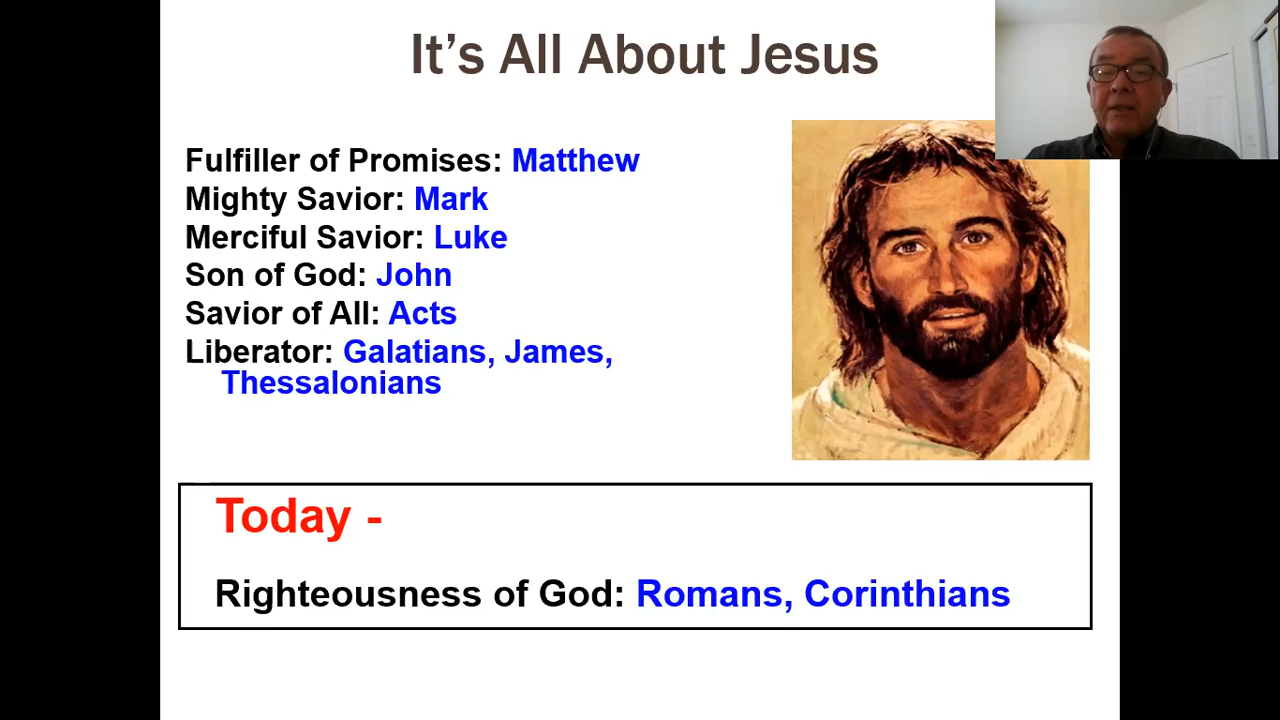 It’s All About Jesus
Fulfiller of Promises: Matthew
Mighty Savior: Mark
Merciful Savior: Luke
Son of God: John
Savior of All: Acts
Liberator: Galatians, James,
Thessalonians
Today -
Righteousness of God: Romans, Corinthians